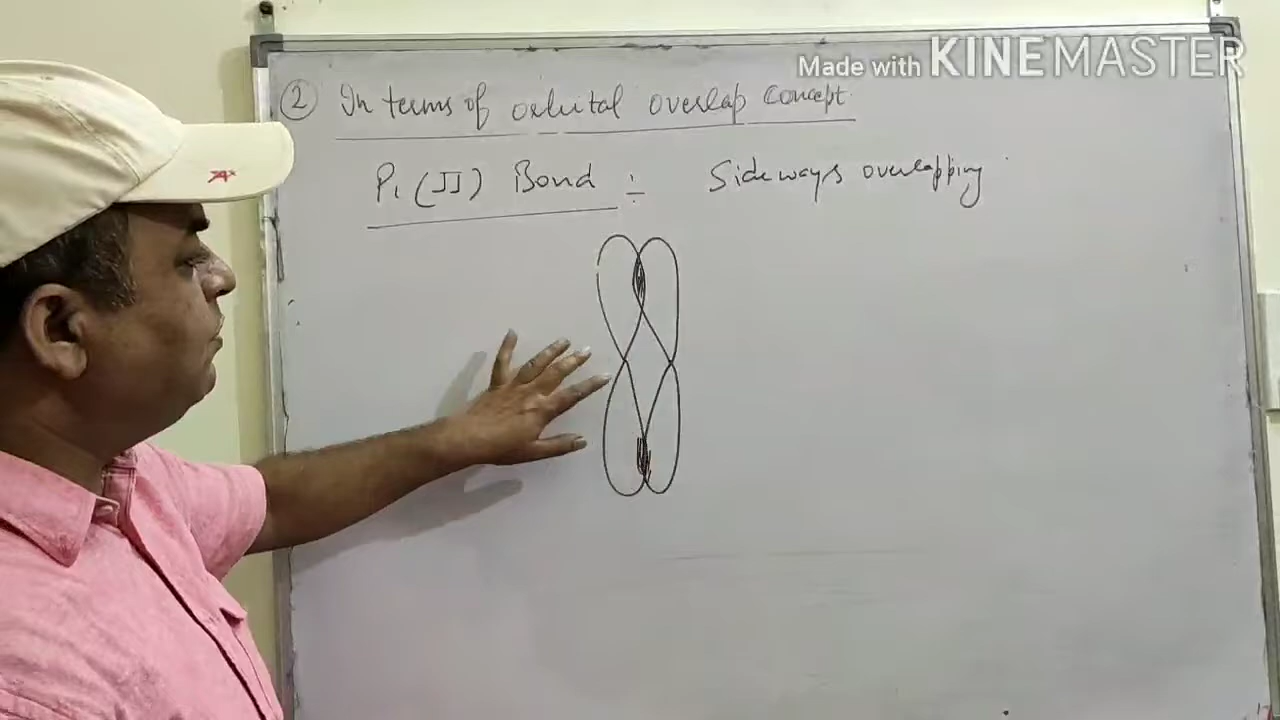 Made with KINEMASTER
② In terms of orbital overlap Concept
Pi (π) Bond ÷ Sideways overlapping